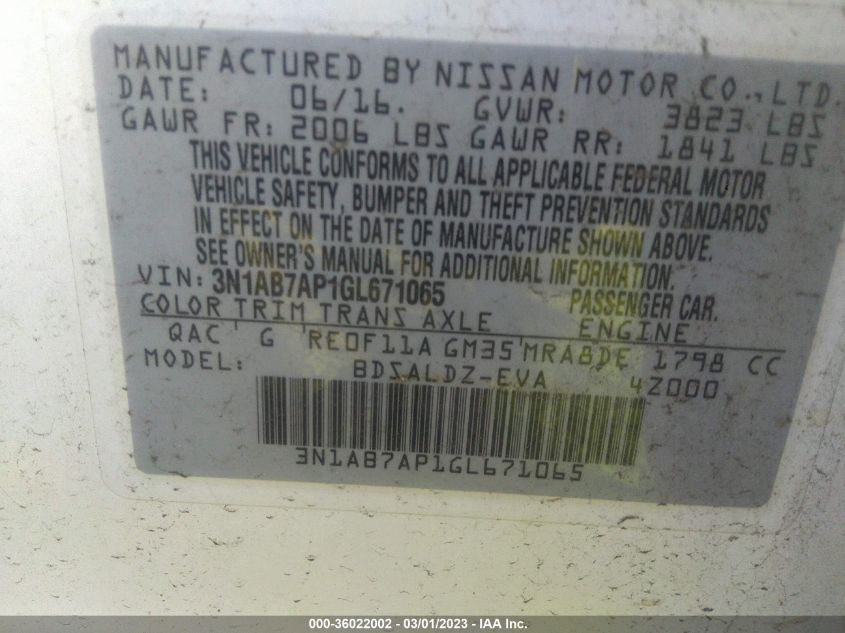 MANUFACTURED BY NISSAN MOTOR CO., LTD.
DATE: 06/16. GVWR: 3823 LBS
GAWR FR: 2006 LBS GAWR RR: 1841 LBS
THIS VEHICLE CONFORMS TO ALL APPLICABLE FEDERAL MOTOR
VEHICLE SAFETY, BUMPER AND THEFT PREVENTION STANDARDS
IN EFFECT ON THE DATE OF MANUFACTURE SHOWN ABOVE.
SEE OWNER'S MANUAL FOR ADDITIONAL INFORMATION.
VIN: 3N1AB7AP1GL671065 PASSENGER CAR.
COLOR TRIM TRANS AXLE ENGINE
QAC ' G 'RE0F11A GM35'MRA8DE 1798 CC
MODEL: BDSALDZ-EVA 4Z000
3N1AB7AP1GL671065
000-36022002 - 03/01/2023 - IAA Inc.